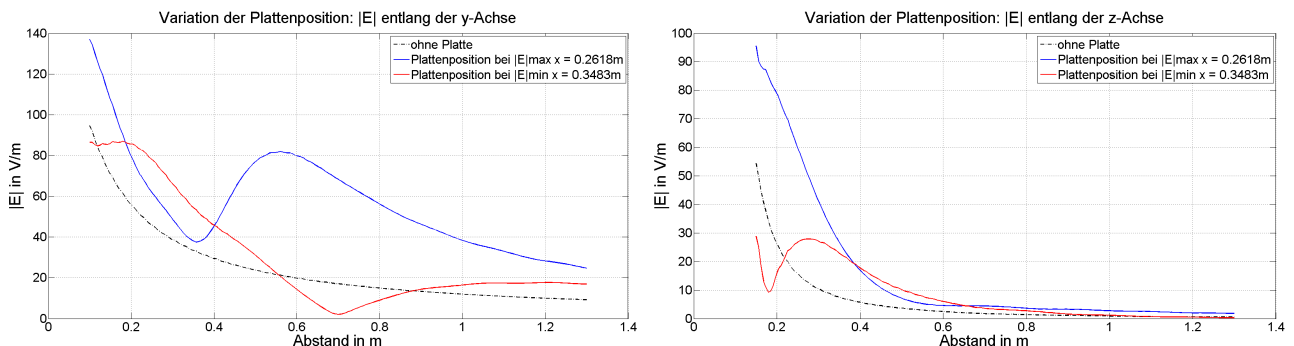 Variation der Plattenposition: |E| entlang der y-Achse
140
120
100
80
60
40
20
0
|E| in V/m
ohne Platte
Plattenposition bei |E|max x = 0.2618m
Plattenposition bei |E|min x = 0.3483m
0 0.2 0.4 0.6 0.8 1 1.2 1.4
Abstand in m
Variation der Plattenposition: |E| entlang der z-Achse
100
90
80
70
60
50
40
30
20
10
0
|E| in V/m
ohne Platte
Plattenposition bei |E|max x = 0.2618m
Plattenposition bei |E|min x = 0.3483m
0 0.2 0.4 0.6 0.8 1 1.2 1.4
Abstand in m